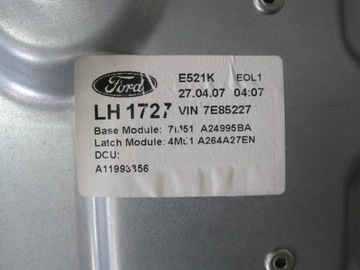 Ford
E521K EOL1
27.04.07 04:07
LH 1727 VIN 7E85227
Base Module: A24995BA
Latch Module: A264A27EN
DCU:
A11993356